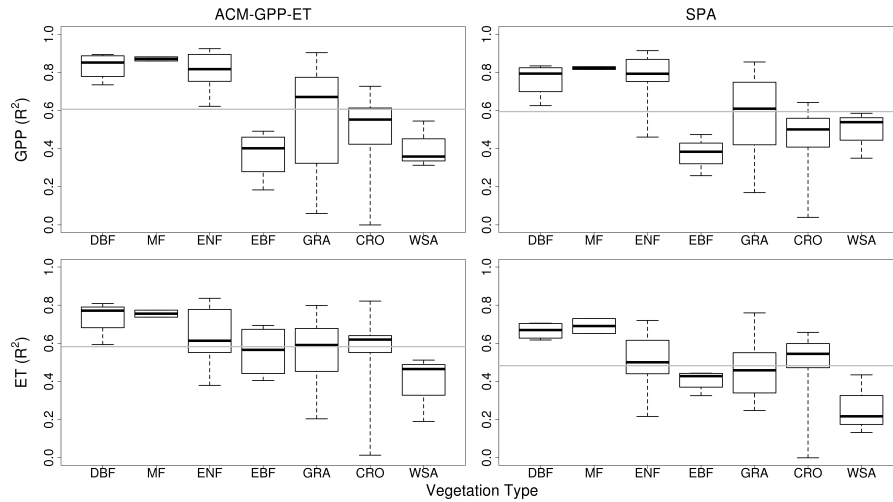 ACM-GPP-ET
SPA
GPP (R²)
1.0
0.8
0.6
0.4
0.2
0.0
DBF MF ENF EBF GRA CRO WSA
1.0
0.8
0.6
0.4
0.2
0.0
DBF MF ENF EBF GRA CRO WSA
ET (R²)
1.0
0.8
0.6
0.4
0.2
0.0
DBF MF ENF EBF GRA CRO WSA
1.0
0.8
0.6
0.4
0.2
0.0
DBF MF ENF EBF GRA CRO WSA
Vegetation Type